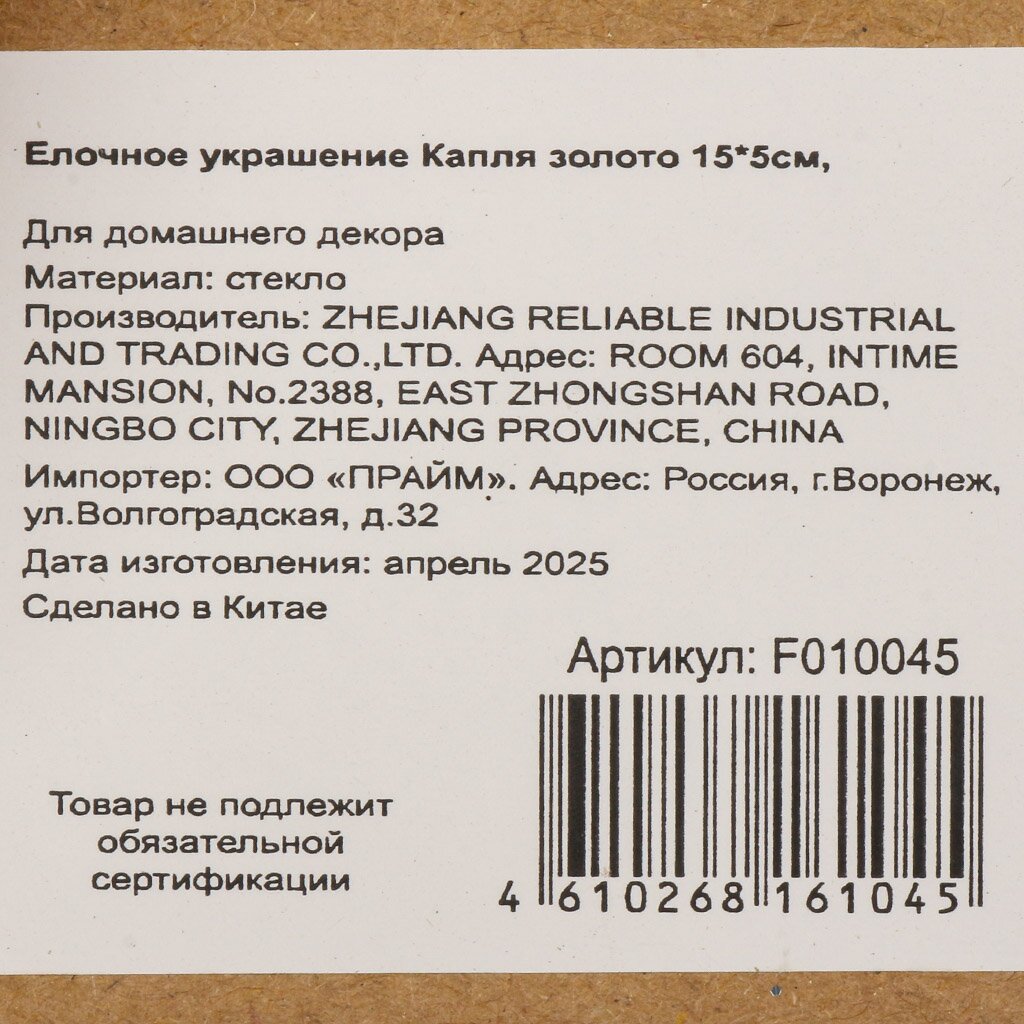 Елочное украшение Капля золото 15*5см,
Для домашнего декора
Материал: стекло
Производитель: ZHEJIANG RELIABLE INDUSTRIAL
AND TRADING CO.,LTD. Адрес: ROOM 604, INTIME
MANSION, No.2388, EAST ZHONGSHAN ROAD,
NINGBO CITY, ZHEJIANG PROVINCE, CHINA
Импортер: ООО «ПРАЙМ». Адрес: Россия, г.Воронеж,
ул.Волгоградская, д.32
Дата изготовления: апрель 2025
Сделано в Китае
Артикул: F010045
Товар не подлежит
обязательной
сертификации
4 610268 161045